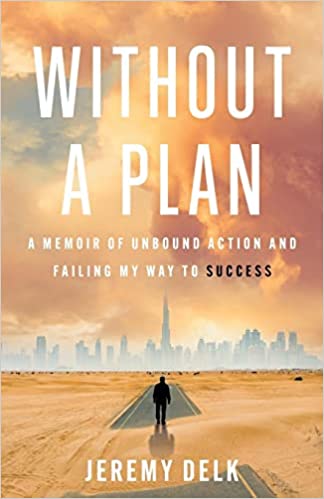 WITHOUT
A PLAN
A MEMOIR OF UNBOUND ACTION AND
FAILING MY WAY TO SUCCESS
JEREMY DELK